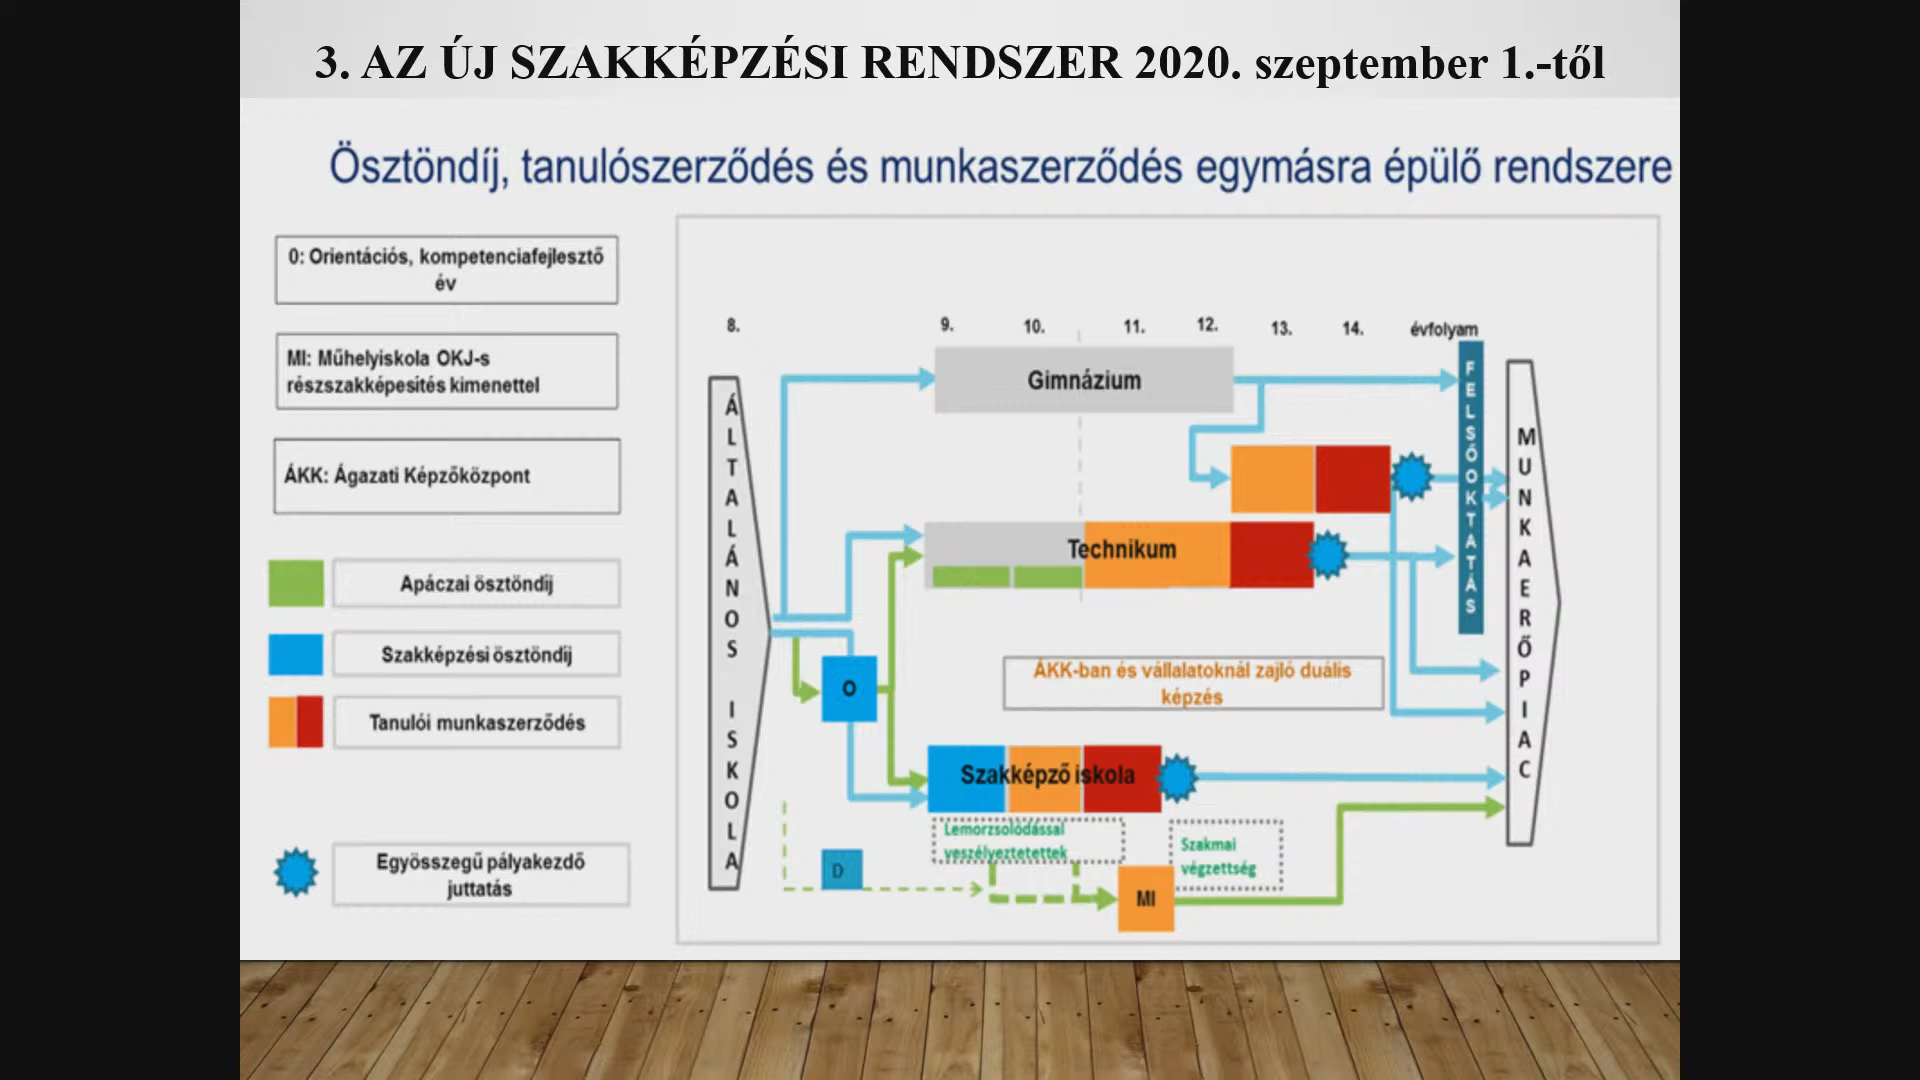 3. AZ ÚJ SZAKKÉPZÉSI RENDSZER 2020. szeptember 1.-től
Ösztöndíj, tanulószerződés és munkaszerződés egymásra épülő rendszere
0: Orientációs, kompetenciafejlesztő
év
MI: Műhelyiskola OKJ-s
részszakképesítés kimenettel
ÁKK: Ágazati Képzőközpont
Apáczai ösztöndíj
Szakképzési ösztöndíj
Tanulói munkaszerződés
Egyösszegű pályakezdő
juttatás
8. 9. 10. 11. 12. 13. 14. évfolyam
ÁLTALÁNOS ISKOLA
Gimnázium
Technikum
O
ÁKK-ban és vállalatoknál zajló duális
képzés
Szakképző iskola
Lemorzsolódással
veszélyeztetettek
Szakmai
végzettség
D
MI
FELSŐOKTATÁS
MUNKAERŐPIAC